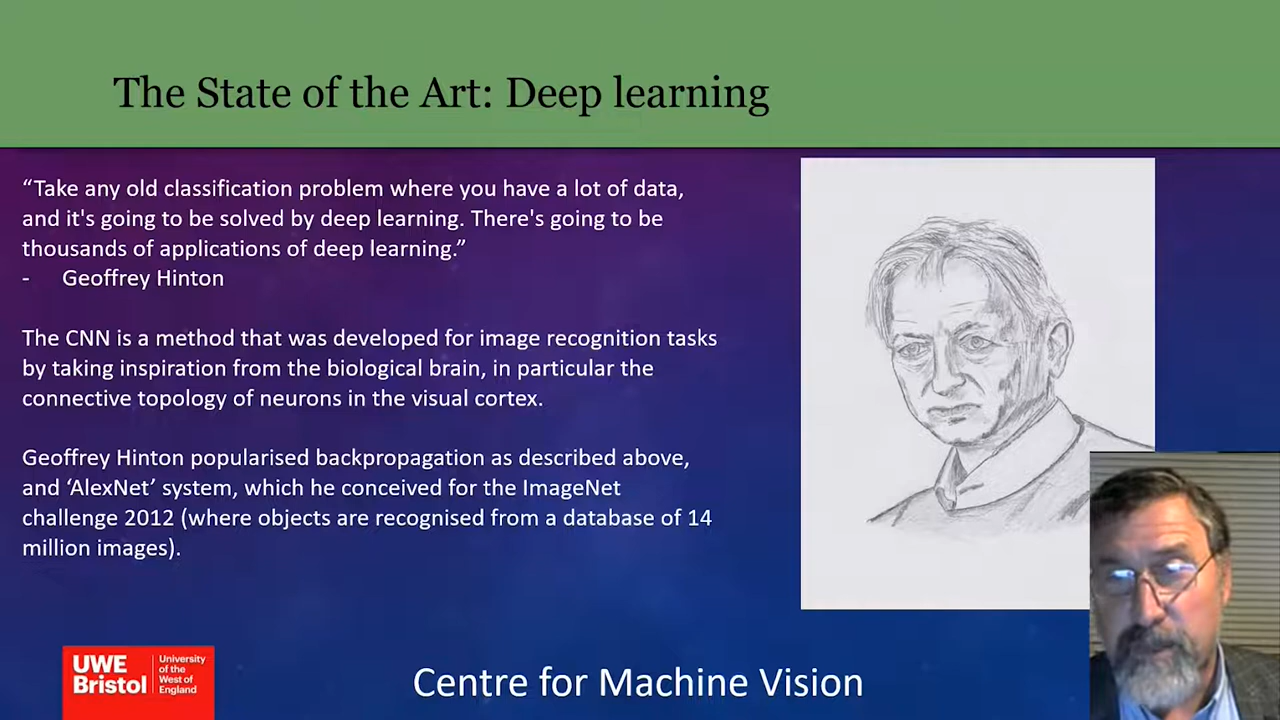 The State of the Art: Deep learning
“Take any old classification problem where you have a lot of data,
and it's going to be solved by deep learning. There's going to be
thousands of applications of deep learning.”
- Geoffrey Hinton
The CNN is a method that was developed for image recognition tasks
by taking inspiration from the biological brain, in particular the
connective topology of neurons in the visual cortex.
Geoffrey Hinton popularised backpropagation as described above,
and ‘AlexNet’ system, which he conceived for the ImageNet
challenge 2012 (where objects are recognised from a database of 14
million images).
UWE
Bristol
University
of the
West of
England
Centre for Machine Vision